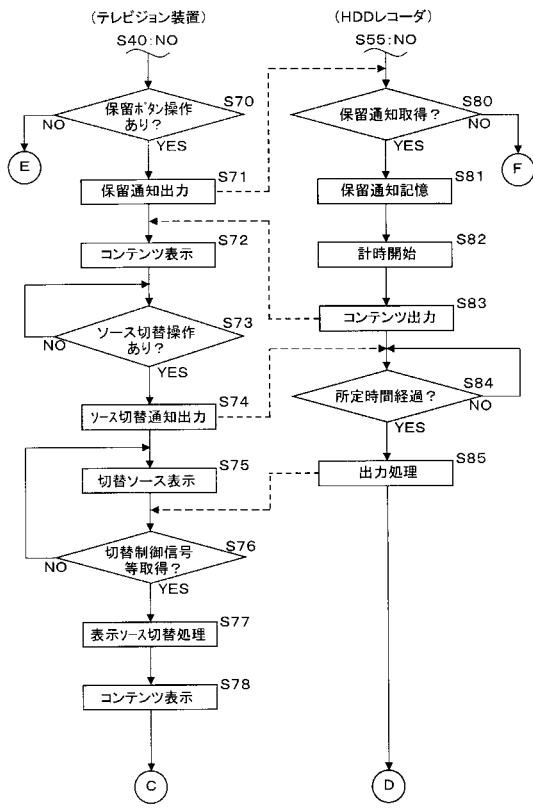 (テレビジョン装置)
S40:NO
S70
保留ボタン操作
あり?
NO
YES
E
S71
保留通知出力
S72
コンテンツ表示
S73
ソース切替操作
あり?
NO
YES
S74
ソース切替通知出力
S75
切替ソース表示
S76
切替制御信号
等取得?
NO
YES
S77
表示ソース切替処理
S78
コンテンツ表示
C
(HDDレコーダ)
S55:NO
S80
保留通知取得?
NO
YES
F
S81
保留通知記憶
S82
計時開始
S83
コンテンツ出力
S84
所定時間経過?
NO
YES
S85
出力処理
D